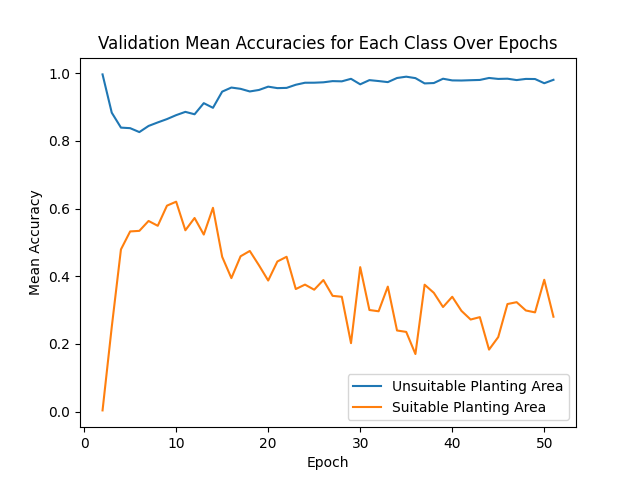 Validation Mean Accuracies for Each Class Over Epochs
1.0
0.8
0.6
0.4
0.2
0.0
Mean Accuracy
Unsuitable Planting Area
Suitable Planting Area
0 10 20 30 40 50
Epoch